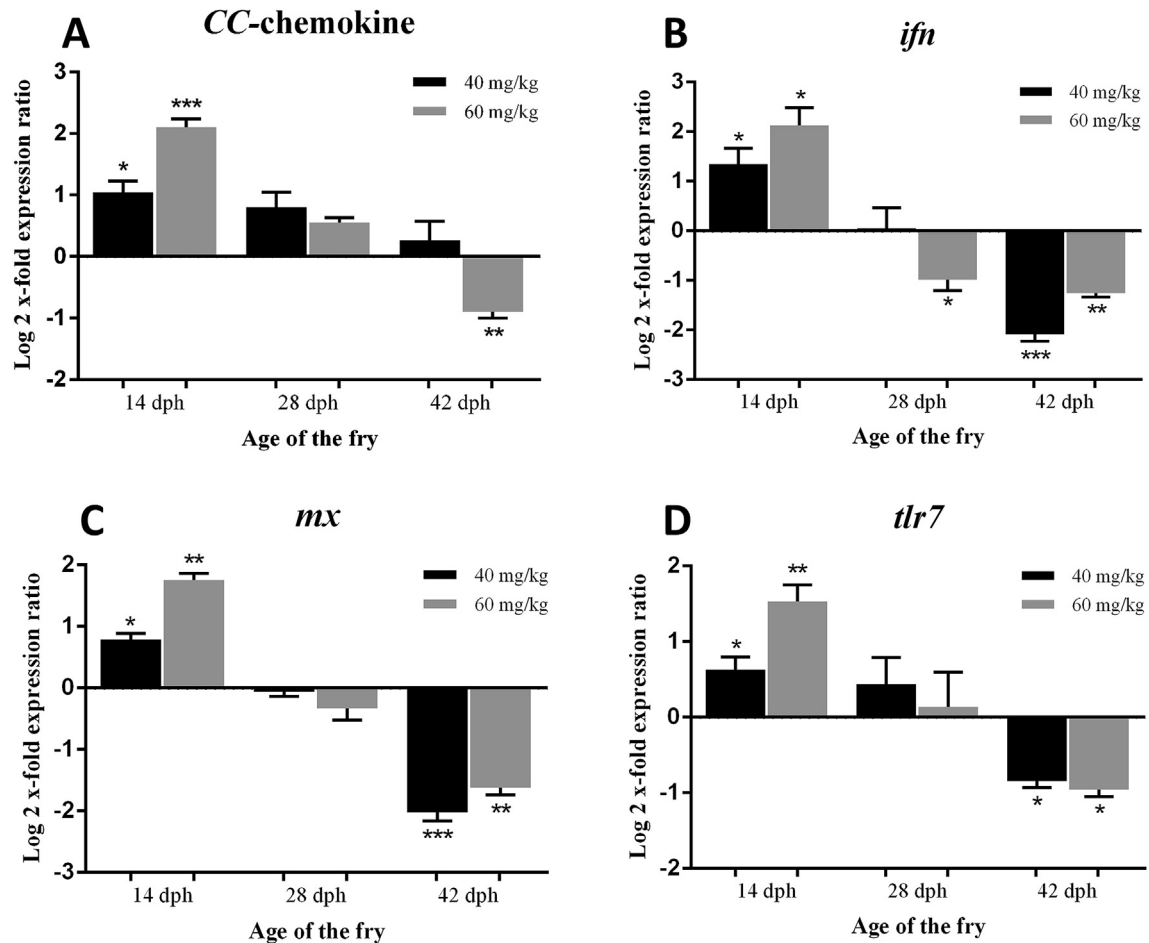 A
CC-chemokine
Log 2 x-fold expression ratio
3
2
1
0
-1
-2
40 mg/kg
60 mg/kg
*
***
**
14 dph 28 dph 42 dph
Age of the fry
B
ifn
Log 2 x-fold expression ratio
3
2
1
0
-1
-2
-3
40 mg/kg
60 mg/kg
*
*
*
***
**
14 dph 28 dph 42 dph
Age of the fry
C
mx
Log 2 x-fold expression ratio
2
1
0
-1
-2
-3
40 mg/kg
60 mg/kg
*
**
***
**
14 dph 28 dph 42 dph
Age of the fry
D
tlr7
Log 2 x-fold expression ratio
2
1
0
-1
-2
40 mg/kg
60 mg/kg
*
**
*
*
14 dph 28 dph 42 dph
Age of the fry